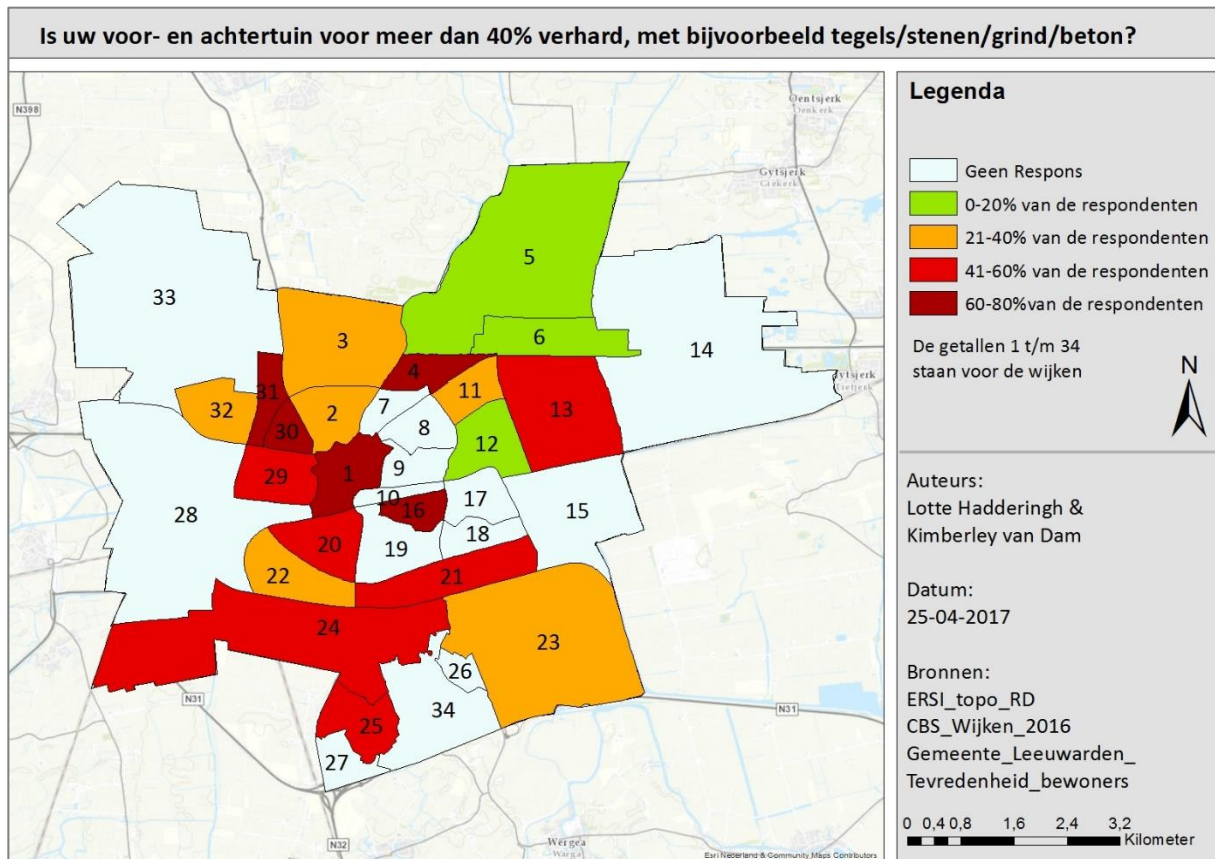 Is uw voor- en achtertuin voor meer dan 40% verhard, met bijvoorbeeld tegels/stenen/grind/beton?
N398
Oentsjerk
Denkerk
Gytsjerk
Giekerk
5
33
6
14
3
4
31
11
32
2
7
13
8
30
12
1
9
29
10
17
16
28
15
18
20
19
21
22
24
23
26
N31
34
25
N31
27
N32
Wergea
Warga
Esri Nederland & Community Maps Contributors
Legenda
Geen Respons
0-20% van de respondenten
21-40% van de respondenten
41-60% van de respondenten
60-80%van de respondenten
De getallen 1 t/m 34
staan voor de wijken
N
Auteurs:
Lotte Hadderingh &
Kimberley van Dam
Datum:
25-04-2017
Bronnen:
ERSI_topo_RD
CBS_Wijken_2016
Gemeente_Leeuwarden_
Tevredenheid_bewoners
0 0,4 0,8 1,6 2,4 3,2
Kilometer